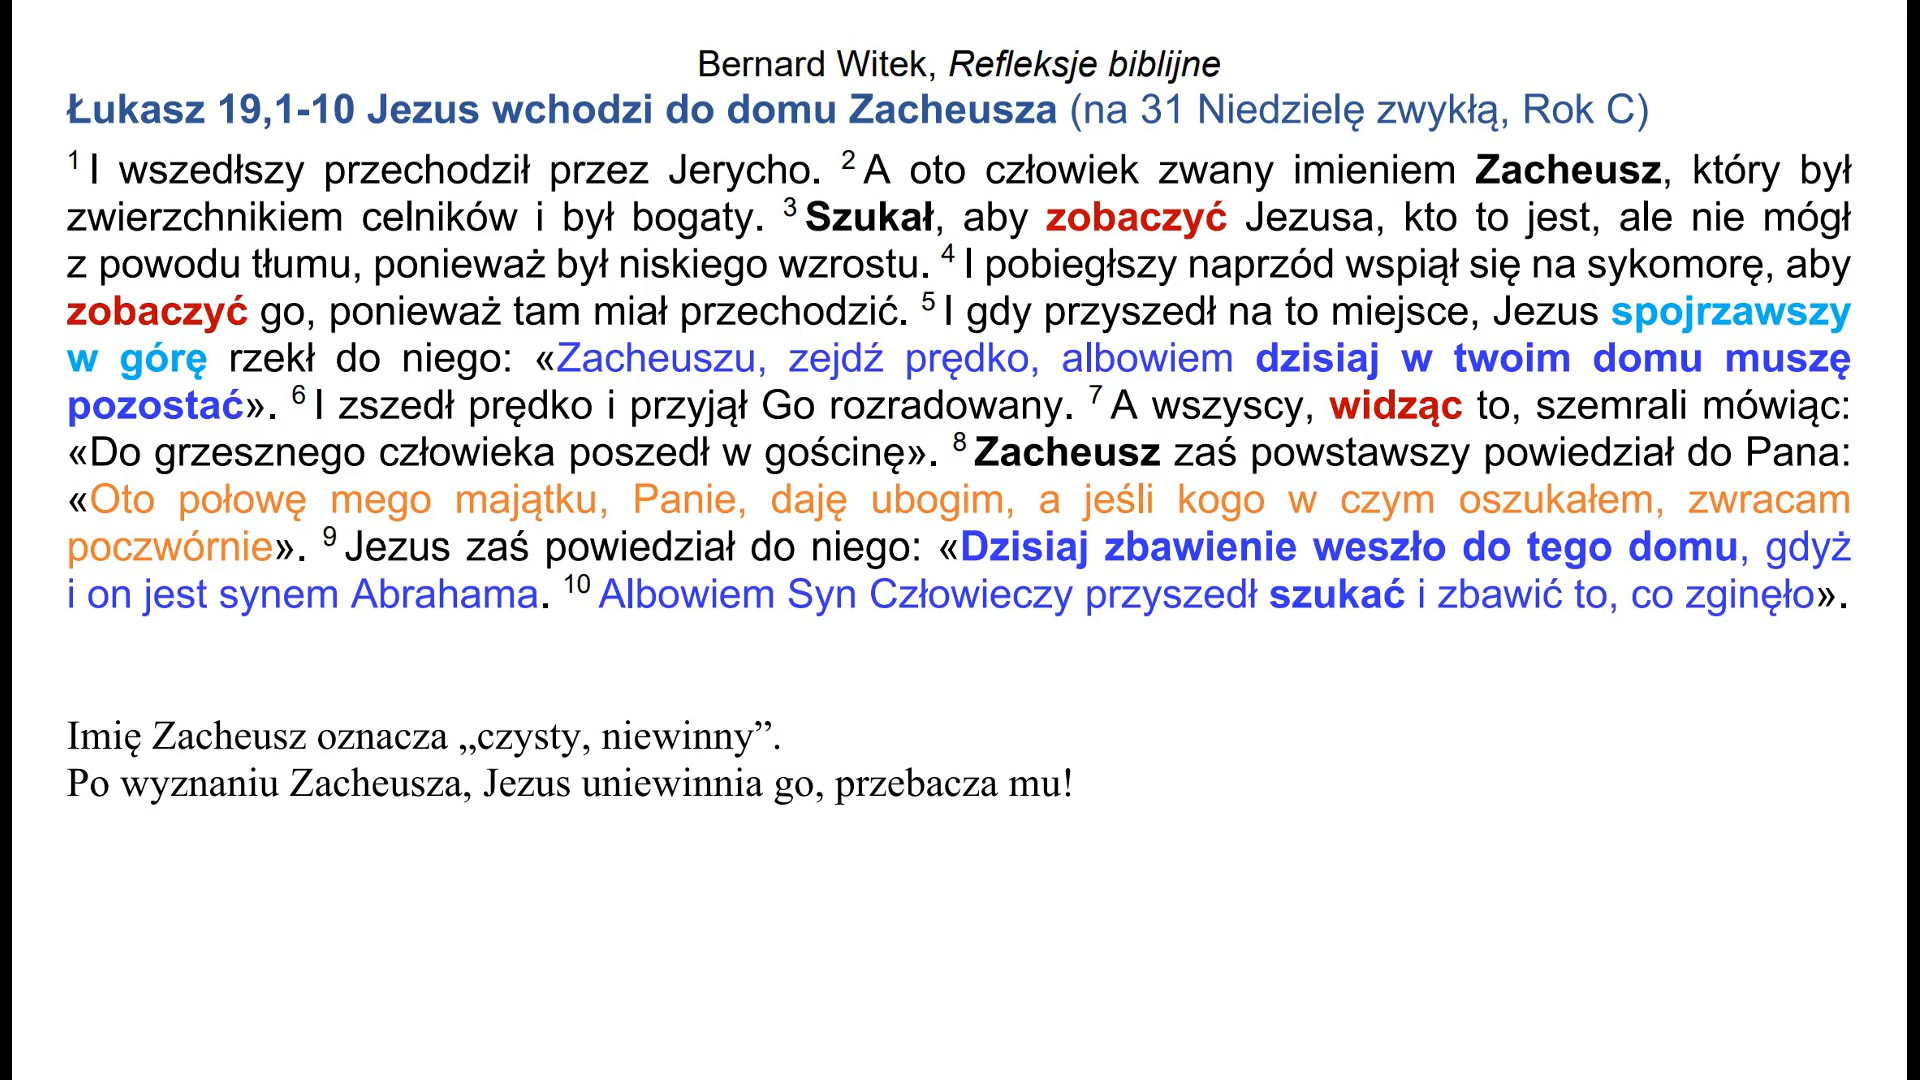 Bernard Witek, Refleksje biblijne
Łukasz 19,1-10 Jezus wchodzi do domu Zacheusza (na 31 Niedzielę zwykłą, Rok C)
1 I wszedłszy przechodził przez Jerycho. 2 A oto człowiek zwany imieniem Zacheusz, który był
zwierzchnikiem celników i był bogaty. 3 Szukał, aby zobaczyć Jezusa, kto to jest, ale nie mógł
z powodu tłumu, ponieważ był niskiego wzrostu. 4 I pobiegłszy naprzód wspiął się na sykomorę, aby
zobaczyć go, ponieważ tam miał przechodzić. 5 I gdy przyszedł na to miejsce, Jezus spojrzawszy
w górę rzekł do niego: «Zacheuszu, zejdź prędko, albowiem dzisiaj w twoim domu muszę
pozostać». 6 I zszedł prędko i przyjął Go rozradowany. 7 A wszyscy, widząc to, szemrali mówiąc:
«Do grzesznego człowieka poszedł w gościnę». 8 Zacheusz zaś powstawszy powiedział do Pana:
«Oto połowę mego majątku, Panie, daję ubogim, a jeśli kogo w czym oszukałem, zwracam
poczwórnie». 9 Jezus zaś powiedział do niego: «Dzisiaj zbawienie weszło do tego domu, gdyż
i on jest synem Abrahama. 10 Albowiem Syn Człowieczy przyszedł szukać i zbawić to, co zginęło».
Imię Zacheusz oznacza „czysty, niewinny”.
Po wyznaniu Zacheusza, Jezus uniewinnia go, przebacza mu!